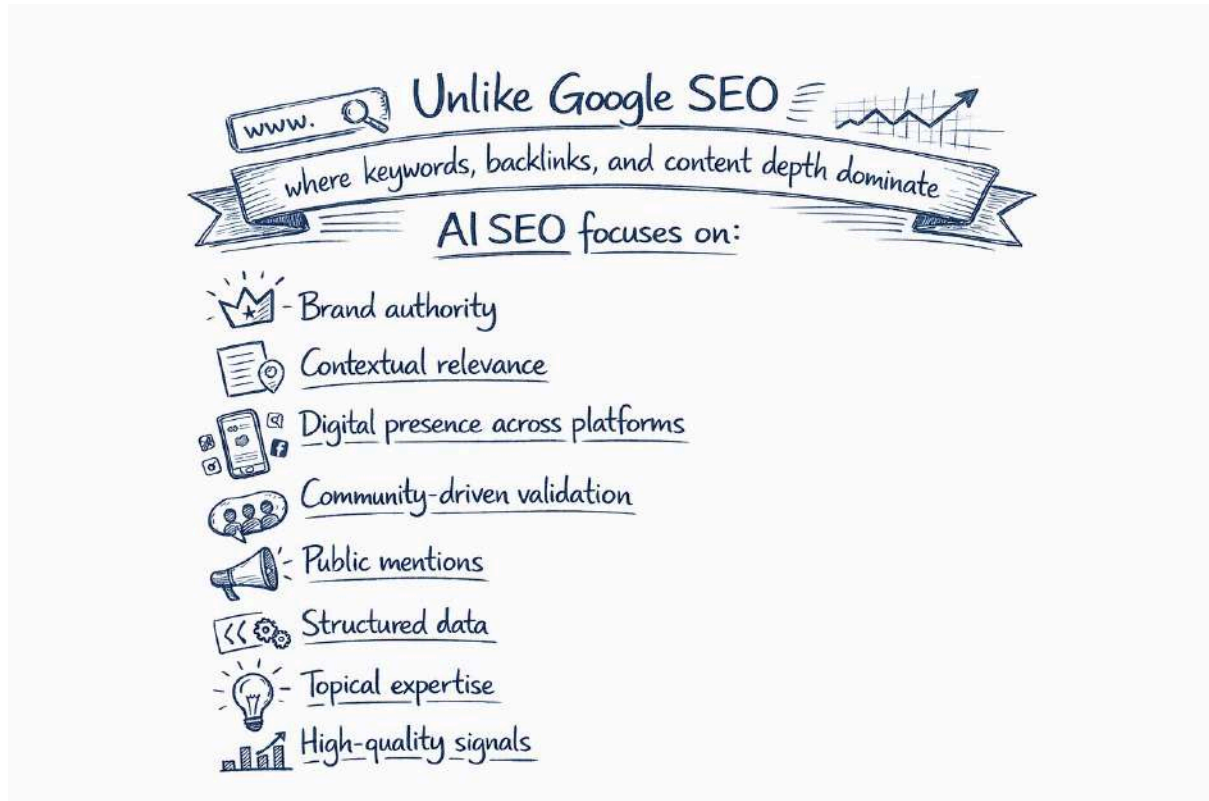 www.
Unlike Google SEO
where keywords, backlinks, and content depth dominate
AI SEO focuses on:
Brand authority
Contextual relevance
Digital presence across platforms
Community-driven validation
Public mentions
Structured data
Topical expertise
High-quality signals